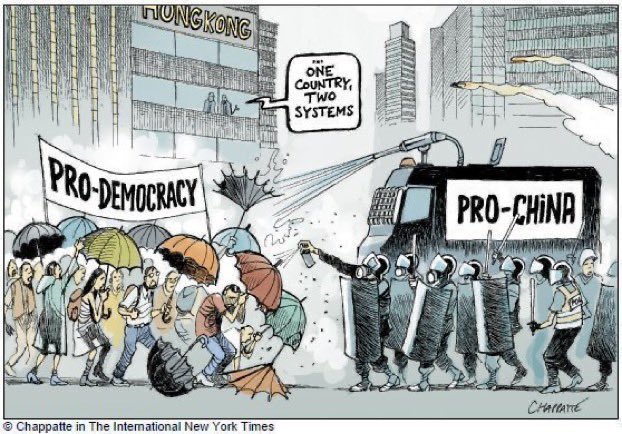 HONGKONG
...ONE
COUNTRY,
TWO
SYSTEMS
PRO-DEMOCRACY
PRO-CHINA
CHAPPATTE
© Chappatte in The International New York Times